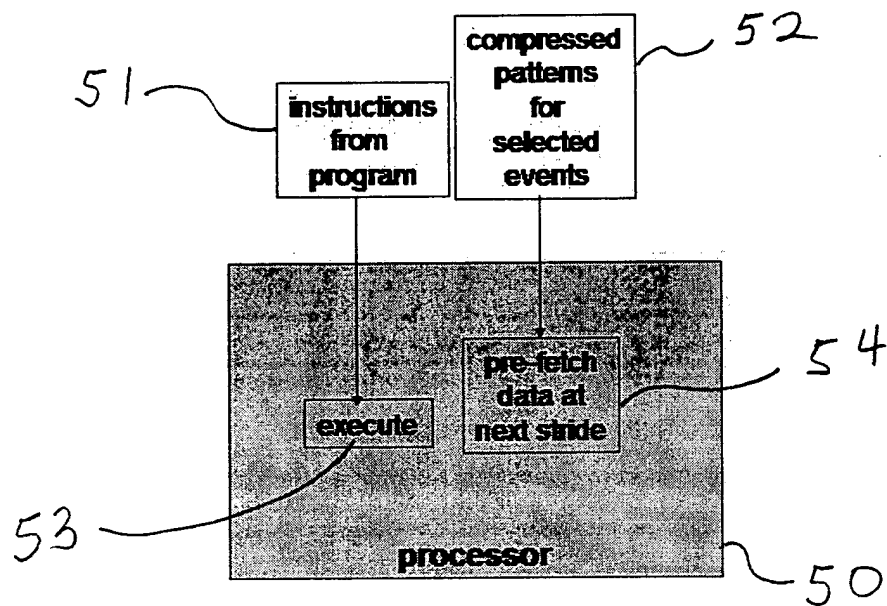 51
instructions
from
program
compressed
patterns
for
selected
events
52
execute
53
pre-fetch
data at
next stride
54
processor
50